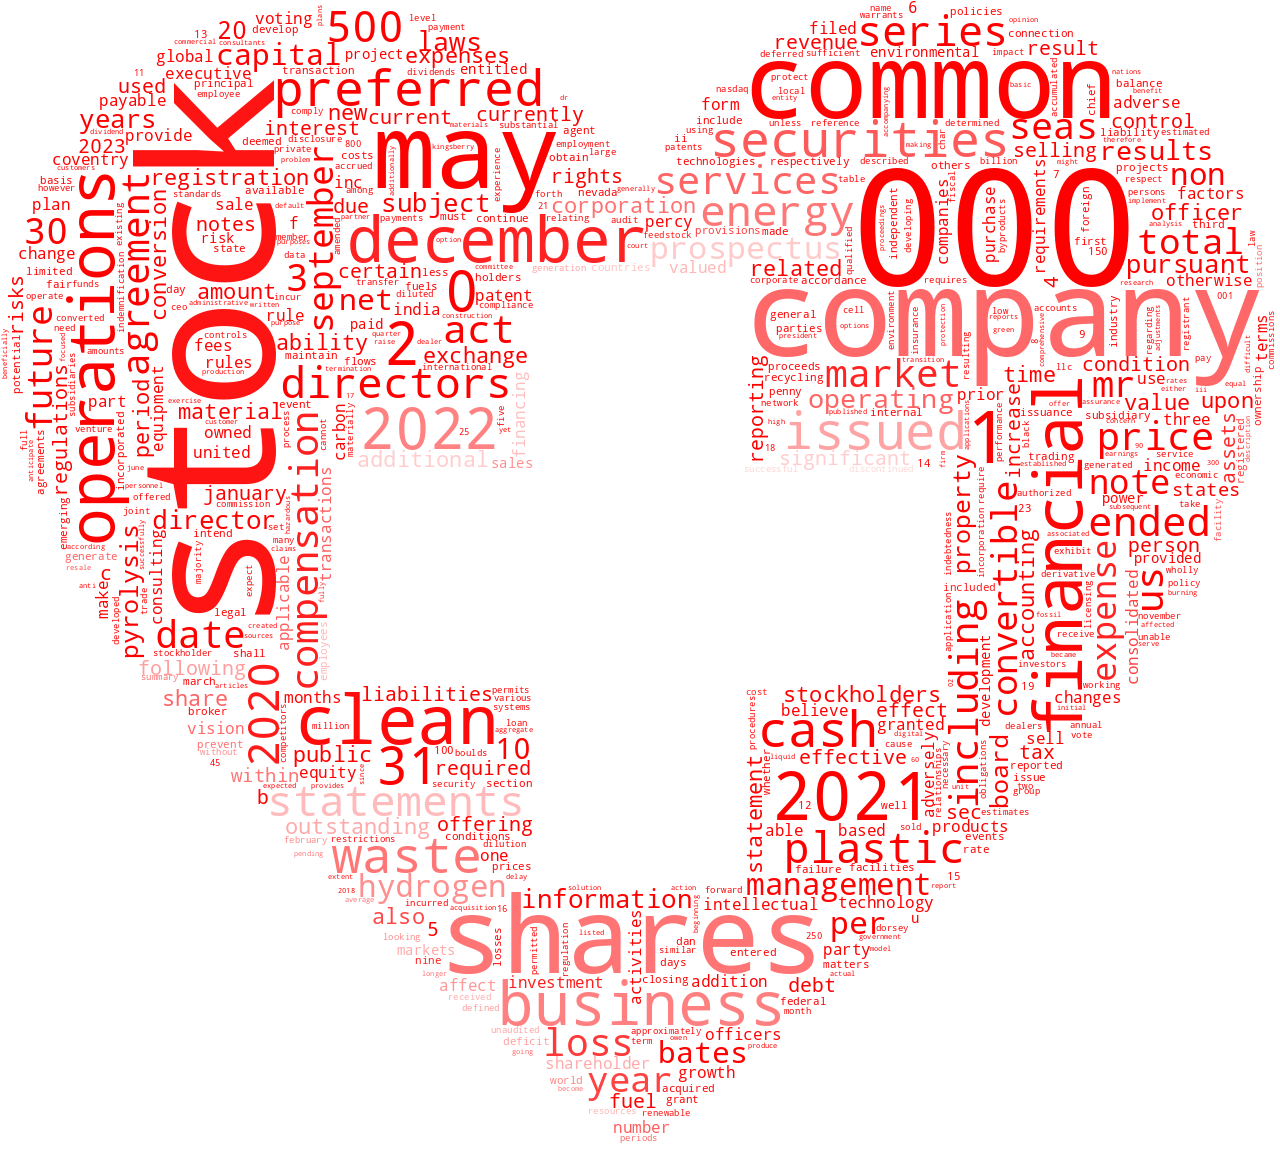 name 6 policies
warrants opinion
plans level
voting 500 filed series connection
20 develop payment
13 laws revenue environmental impact result
commercial consultants capital project expenses deferred sufficient
global common nations
11 executive transaction dividends entitled protect accumulated balance
used principal preferred nasdaq local basic chief benefit
payable employee entity form adverse
years comply new current currently dr include accompanying
dividend interest materials substantial agent unless reference determined seas control
2023 provide disclosure may employment using securities char liability estimated
coventry deemed private 800 kingsberry obtain large ii patents making selling results therefore
customers problem costs additionally experience technologies respectively described others billion might projects
basis registration accrued rights services table fiscal 7 respect non
however standards available inc among nevada generally 000 persons factors
plan sale default due subject forth 21 corporation energy independent purchase foreign implement officer
30 existing notes f member partner payments must continue relating audit percy proceedings developing companies byproducts requirements analysis third law
operations agreement conversion risk purposes amended december feedstock provisions made qualified first total
change state data option court prospectus 150 position
limited indemnification stock september certain less committee generation countries valued related pursuant
risks fair funds day amount 3 transfer fuels holders corporate accordance requires 4 research otherwise
operate administrative incur net diluted 0 patent company 001
potential converted written india compliance general environment cell insurance protection low reports accounts industry regarding adjustments registrant
beneficially future need controls purpose rule paid construction parties options green 9 terms
focused fees ability quarter 2 act president comprehensive 8 difficult commissions
amounts rules maintain raise dealer exchange transition resulting condition pay
subsidiaries production flows international reporting proceeds market llc
part period equipment termination directors recycling time mr use rates equal
venture exercise event materially 17 financing penny operating prior either iii ownership
regulations incorporated material customer 2022 five yet network published internal applications offer assurance value upon
full owned process cannot carbon 25 high issued 1 performance black issuance subsidiary content three description
anticipate agreements united additional sales 18 significant firm increase established trading price earnings 90 service assets registered
june personnel successful discontinued 14 financial generated income 300 economic
offered january compensation transactions require authorized note states
joint commission hazardous property 23 power subsequent take
emerging director set incorporation convertible associated ended facility
according pyrolysis successfully consulting intend many indebtedness accounting exhibit person
generate majority claims expense provided
resale c expect applicable fully derivative us wholly
anti make trade included policy
developed legal including fossil licensing consolidated burning
date created employees application receive november affected
stockholder sources unable
shall became serve
following investors
summary march articles 2020 02 development 19 working
share months liabilities permits stockholders cost changes
broker clean various systems believe effect initial
vision million loan cash granted dealers annual
prevent competitors public aggregate procedures digital sell vote
without 31 100 boulds 10 cause tax
45 within equity since required liquid effective 60 adversely relationships necessary obligations board reported
expected provides security section statement whether issue
b statements 2021 unit two group
12 well sec estimates
outstanding offering able based sold products
february restrictions conditions dilution events
pending waste one plastic rate
prices failure facilities
extent delay management 15
2018 hydrogen solution action forward report
average information technology
incurred acquisition 16 beginning intellectual
also shares per u
5 listed dorsey
looking losses permitted regulation activities 250 government
markets dan party model
nine similar entered
longer days matters
closing actual
affect investment addition debt
received business federal
defined month
unaudited approximately officers
deficit loss term owen
going bates produce
shareholder
world year growth
become acquired
fuel grant
resources renewable
number
periods